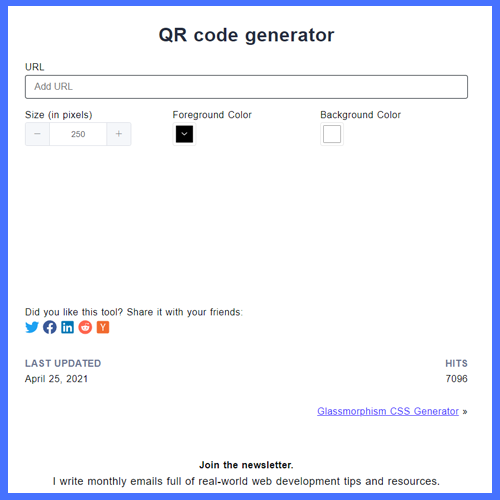 QR code generator
URL
Add URL
Size (in pixels) Foreground Color Background Color
− 250 +
Did you like this tool? Share it with your friends:
LAST UPDATED HITS
April 25, 2021 7096
Glassmorphism CSS Generator »
Join the newsletter.
I write monthly emails full of real-world web development tips and resources.